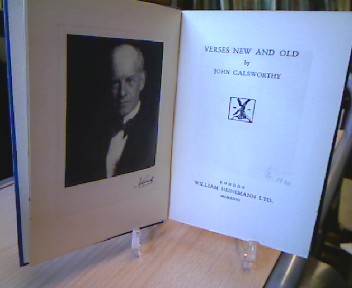 VERSES NEW AND OLD
by
JOHN GALSWORTHY
LONDON
WILLIAM HEINEMANN LTD.